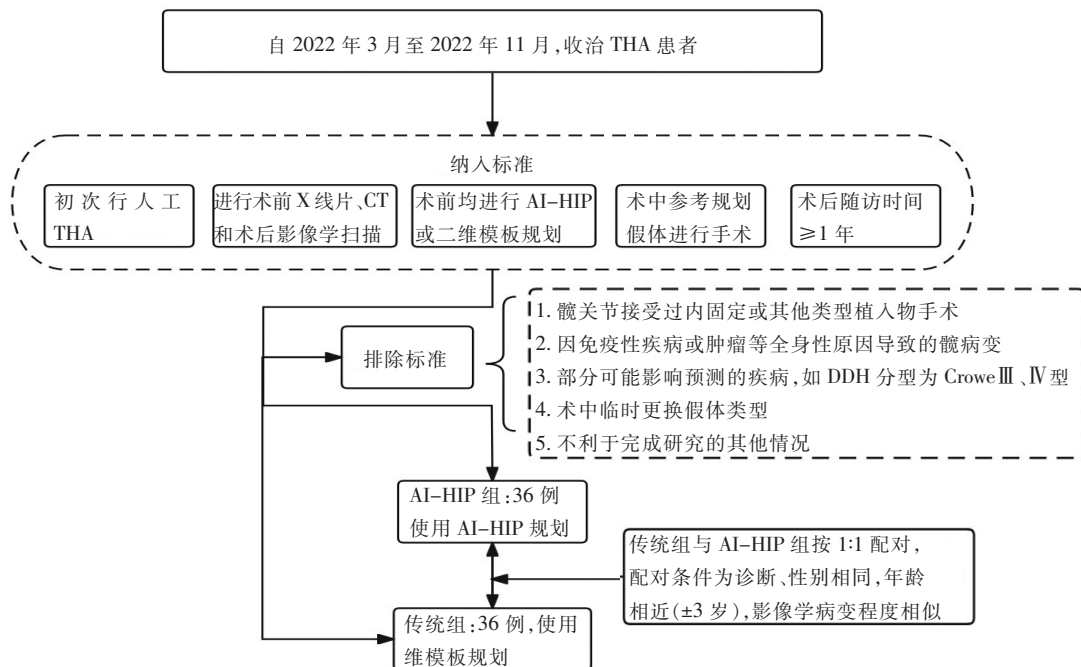 自 2022 年 3 月至 2022 年 11 月,收治 THA 患者
纳入标准
初次行人工
THA
进行术前 X 线片、CT
和术后影像学扫描
术前均进行 AI-HIP
或二维模板规划
术中参考规划
假体进行手术
术后随访时间
≥1 年
排除标准
1. 髋关节接受过内固定或其他类型植入物手术
2. 因免疫性疾病或肿瘤等全身性原因导致的髋病变
3. 部分可能影响预测的疾病,如 DDH 分型为 CroweⅢ、Ⅳ型
4. 术中临时更换假体类型
5. 不利于完成研究的其他情况
AI-HIP 组:36 例
使用 AI-HIP 规划
传统组与 AI-HIP 组按 1:1 配对,
配对条件为诊断、性别相同,年龄
相近(±3 岁),影像学病变程度相似
传统组:36 例,使用
维模板规划